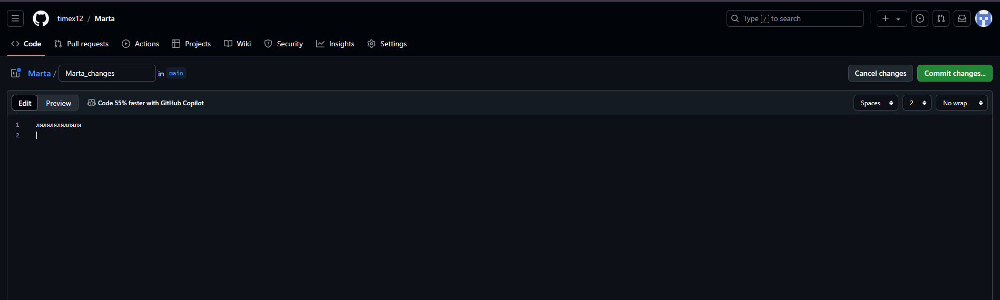 timex12 / Marta
Type / to search
Code Pull requests Actions Projects Wiki Security Insights Settings
Marta / Marta_changes in main
Cancel changes Commit changes...
Edit Preview Code 55% faster with GitHub Copilot
Spaces 2 No wrap
1 лялялялялляля
2